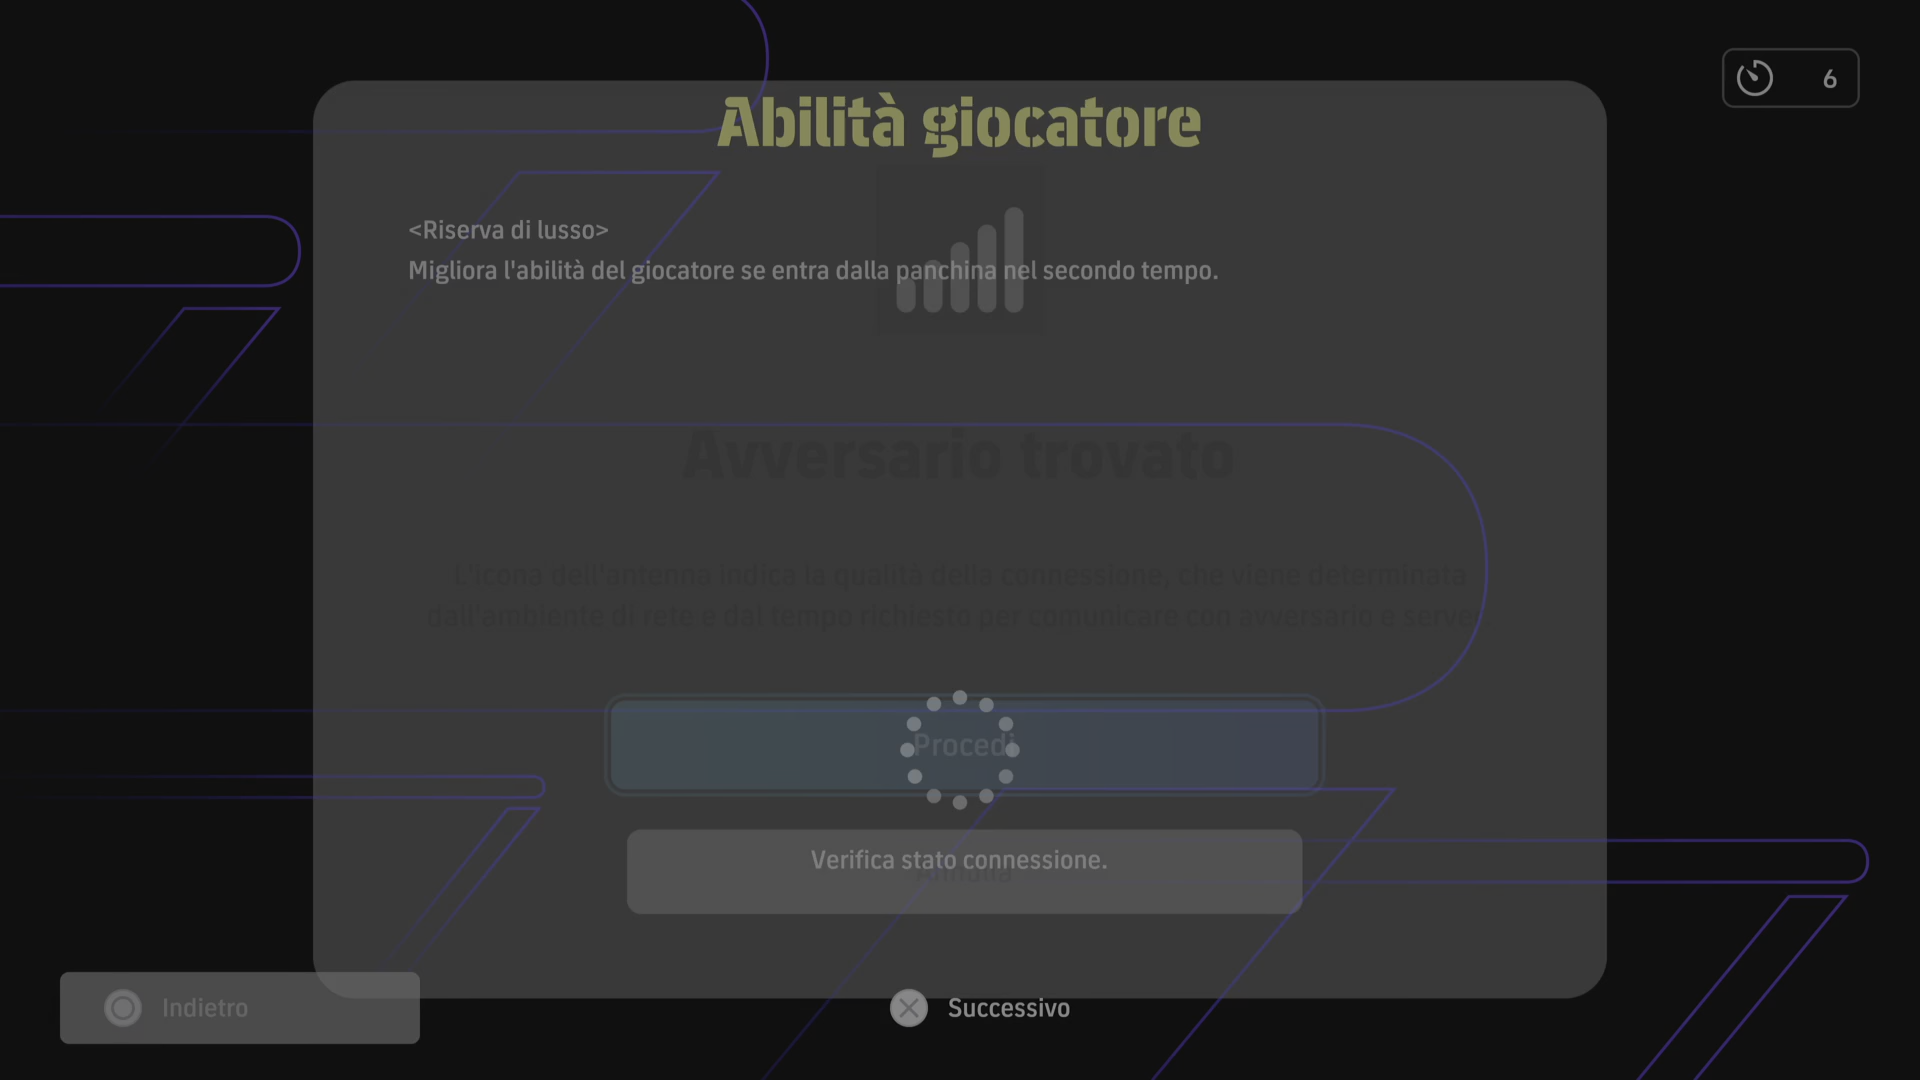 6
Abilità giocatore
<Riserva di lusso>
Migliora l'abilità del giocatore se entra dalla panchina nel secondo tempo.
Avversario trovato
L'icona dell'antenna indica la qualità della connessione, che viene determinata
dall'ambiente di rete e dal tempo richiesto per comunicare con avversario e server.
Procedi
Verifica stato connessione.
Annulla
Indietro
Successivo